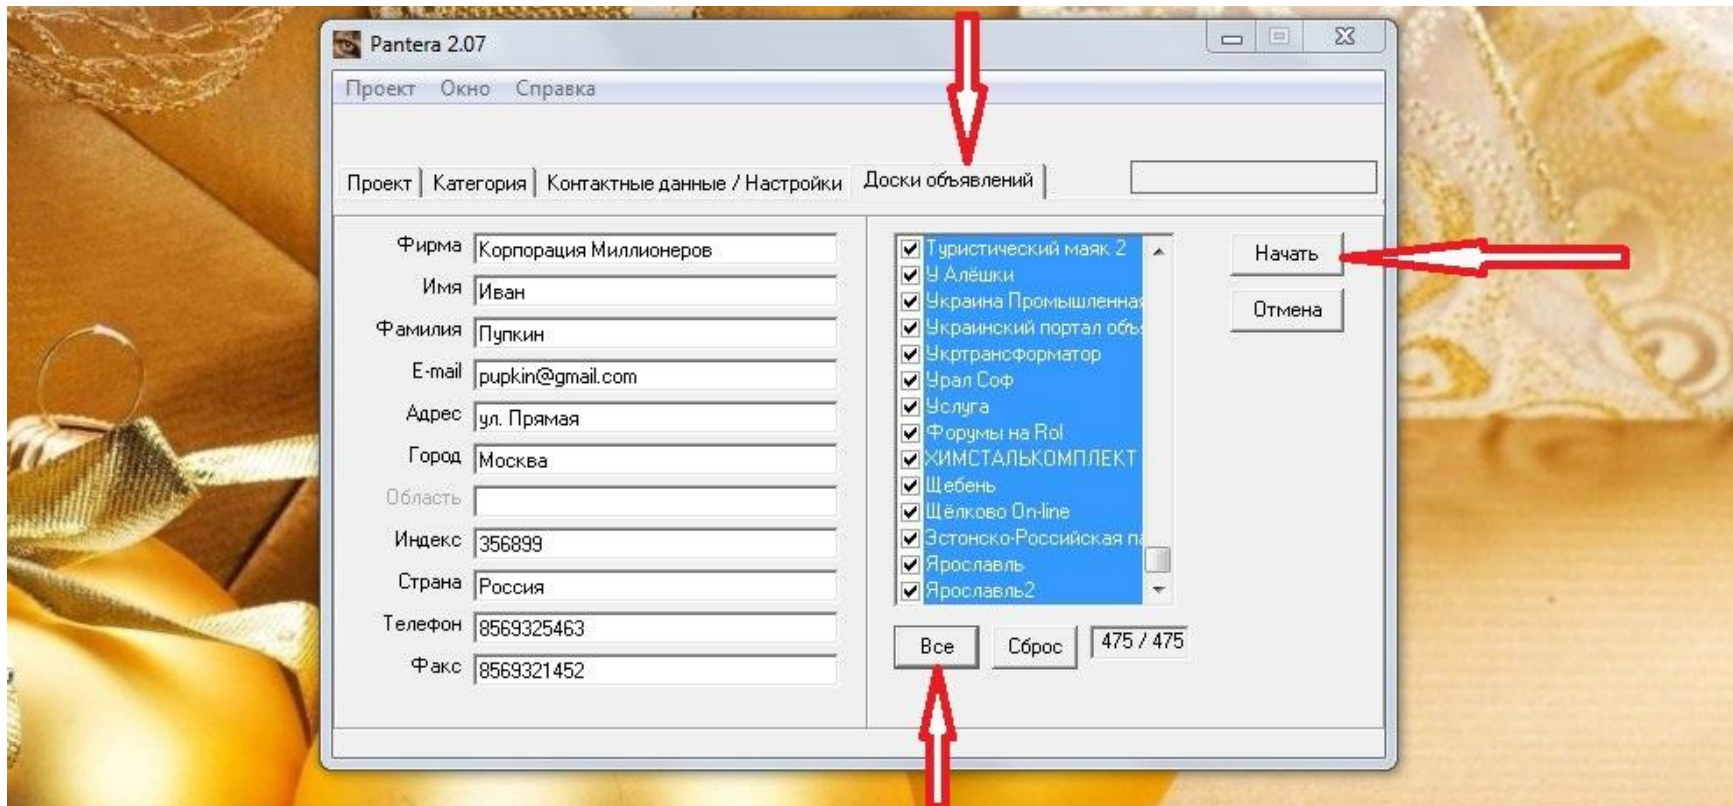 Pantera 2.07
Проект Окно Справка
Проект Категория Контактные данные / Настройки Доски объявлений
Фирма Корпорация Миллионеров
Имя Иван
Фамилия Пупкин
E-mail pupkin@gmail.com
Адрес ул. Прямая
Город Москва
Область
Индекс 356899
Страна Россия
Телефон 8569325463
Факс 8569321452
Туристический маяк 2
У Алёшки
Украина Промышленная
Украинский портал объя
Укртрансформатор
Урал Соф
Услуга
Форумы на Rol
ХИМСТАЛЬКОМПЛЕКТ
Щебень
Щёлково On-line
Эстонско-Российская па
Ярославль
Ярославль2
Все Сброс 475 / 475
Начать
Отмена